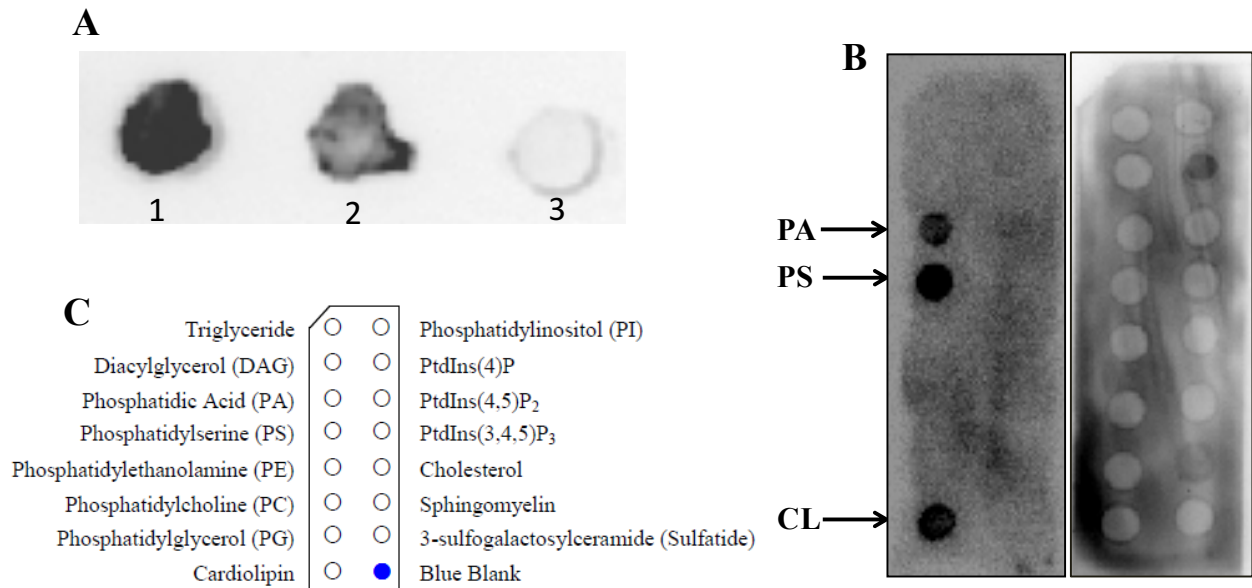 A
1 2 3
B
PA
PS
CL
C
Triglyceride Phosphatidylinositol (PI)
Diacylglycerol (DAG) PtdIns(4)P
Phosphatidic Acid (PA) PtdIns(4,5)P₂
Phosphatidylserine (PS) PtdIns(3,4,5)P₃
Phosphatidylethanolamine (PE) Cholesterol
Phosphatidylcholine (PC) Sphingomyelin
Phosphatidylglycerol (PG) 3-sulfogalactosylceramide (Sulfatide)
Cardiolipin Blue Blank